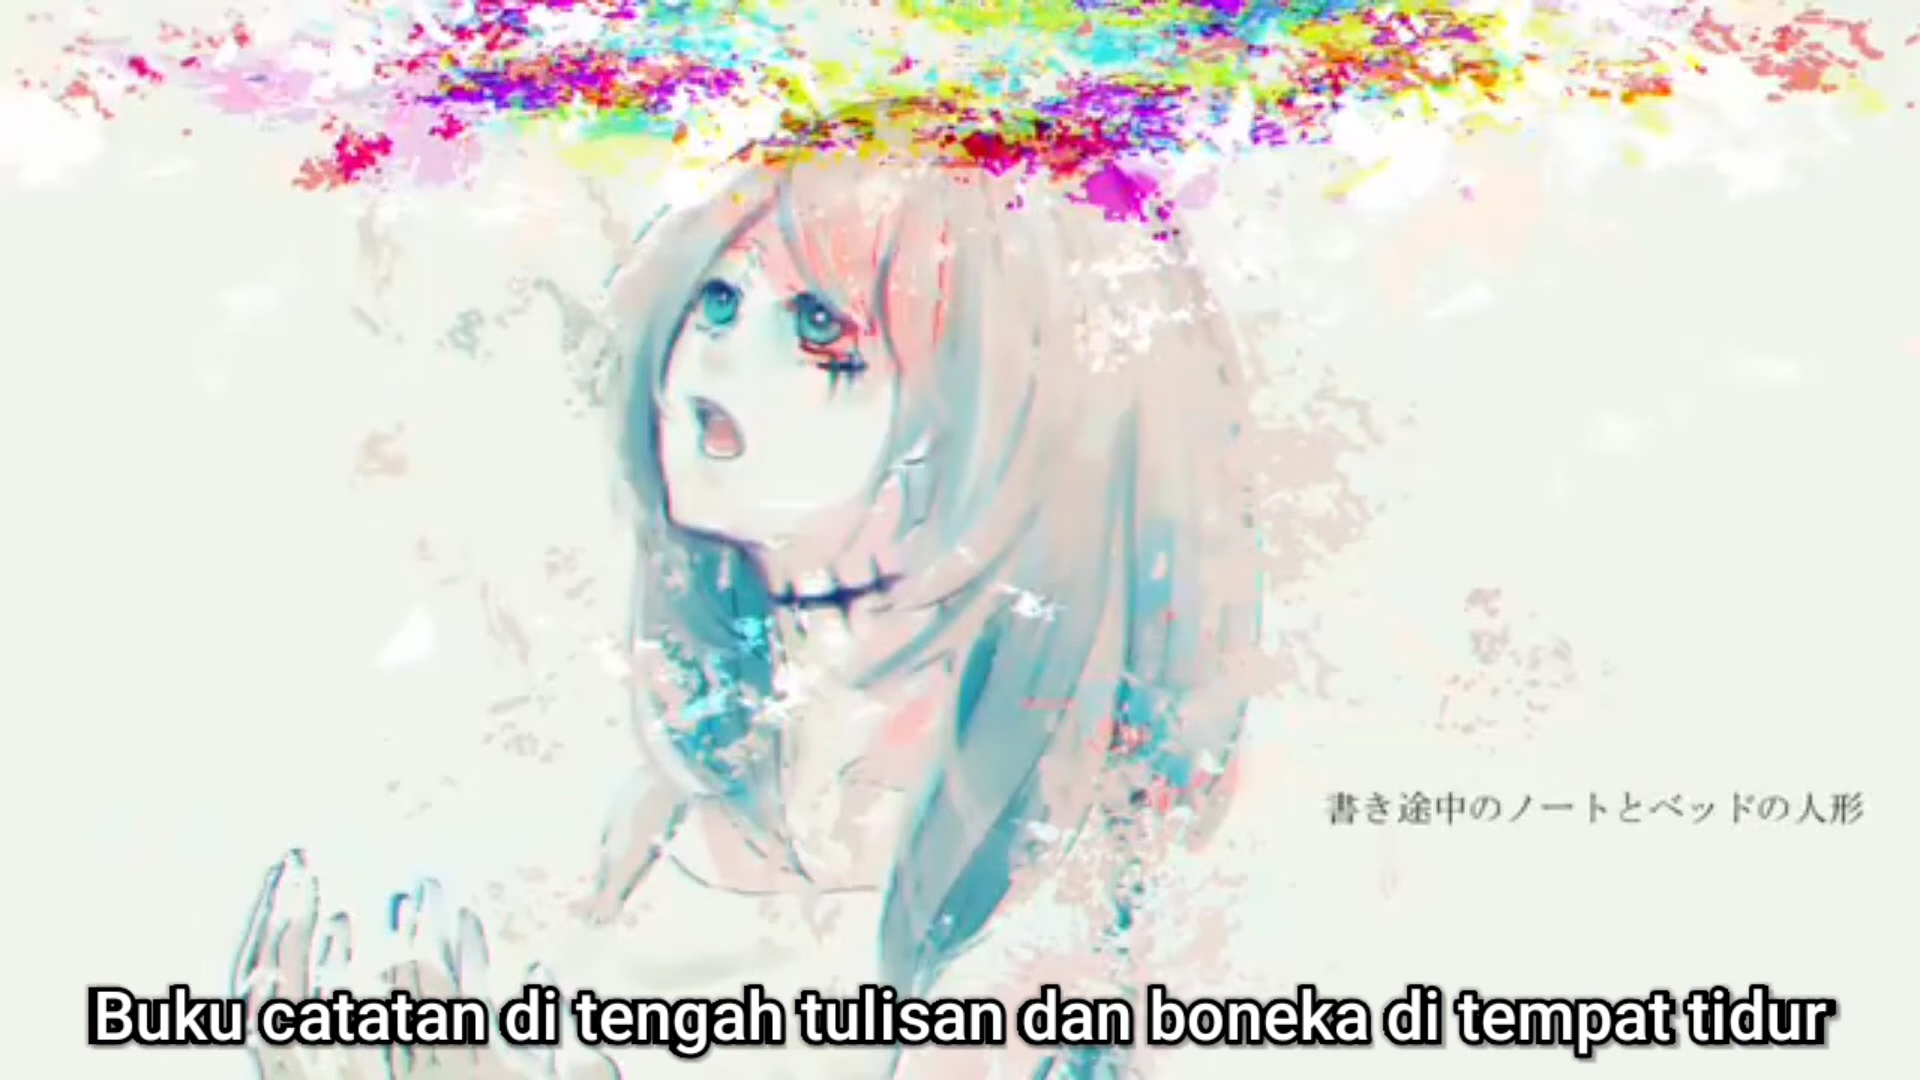 書き途中のノートとベッドの人形
Buku catatan di tengah tulisan dan boneka di tempat tidur